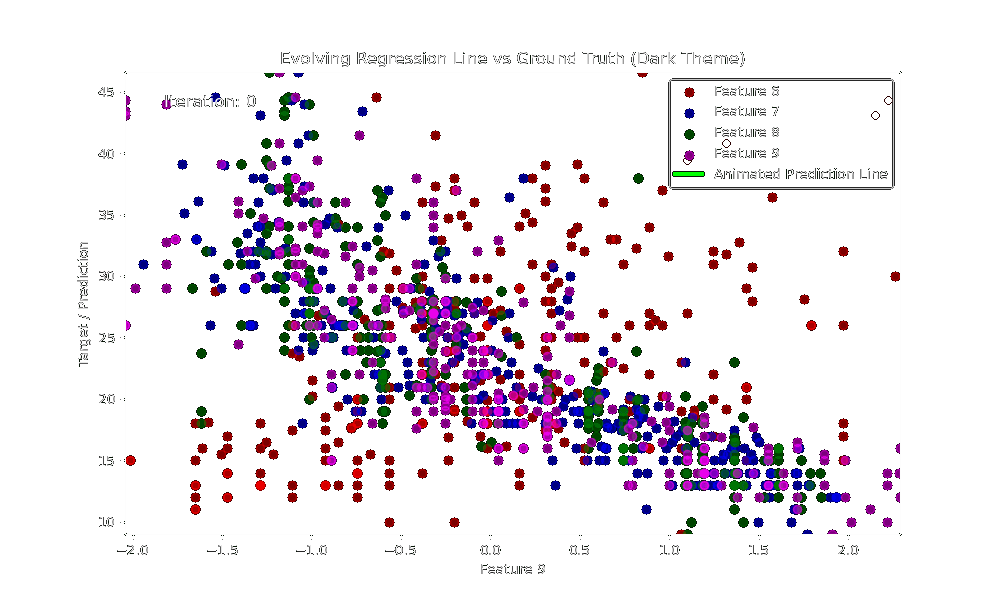 Evolving Regression Line vs Ground Truth (Dark Theme)
Iteration: 0
Feature 6
Feature 7
Feature 8
Feature 9
Animated Prediction Line
45
40
35
30
25
20
15
10
Target / Prediction
−2.0 −1.5 −1.0 −0.5 0.0 0.5 1.0 1.5 2.0
Feature 9